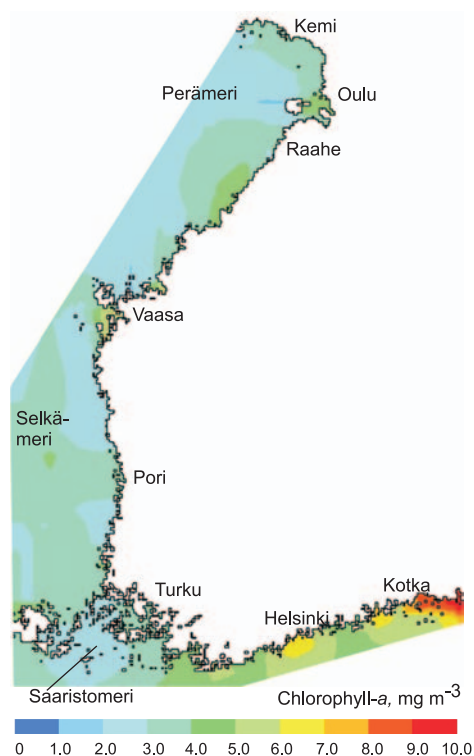 Kemi
Perämeri
Oulu
Raahe
Vaasa
Selkä-
meri
Pori
Turku
Kotka
Helsinki
Saaristomeri
Chlorophyll-a, mg m⁻³
0 1.0 2.0 3.0 4.0 5.0 6.0 7.0 8.0 9.0 10.0